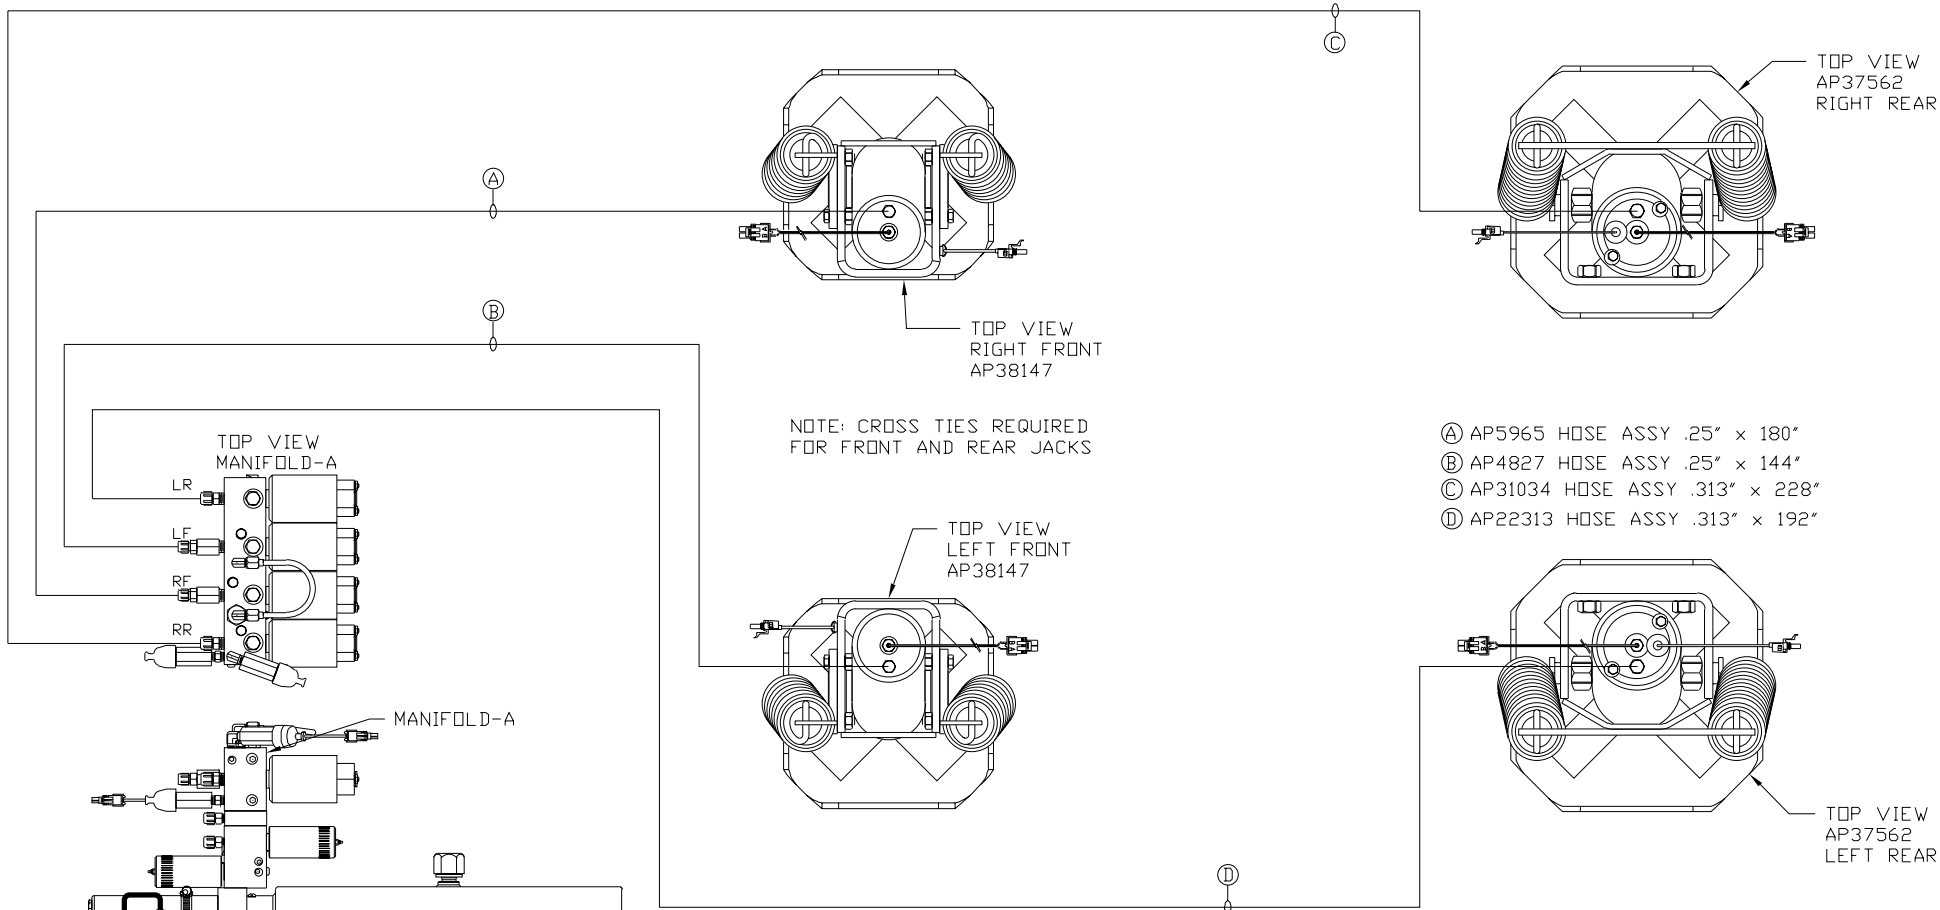 C
TOP VIEW
AP37562
RIGHT REAR
A
B
TOP VIEW
RIGHT FRONT
AP38147
NOTE: CROSS TIES REQUIRED
FOR FRONT AND REAR JACKS
TOP VIEW
MANIFOLD-A
LR
LF
RF
RR
A AP5965 HOSE ASSY .25" x 180"
B AP4827 HOSE ASSY .25" x 144"
C AP31034 HOSE ASSY .313" x 228"
D AP22313 HOSE ASSY .313" x 192"
TOP VIEW
LEFT FRONT
AP38147
MANIFOLD-A
TOP VIEW
AP37562
LEFT REAR
D